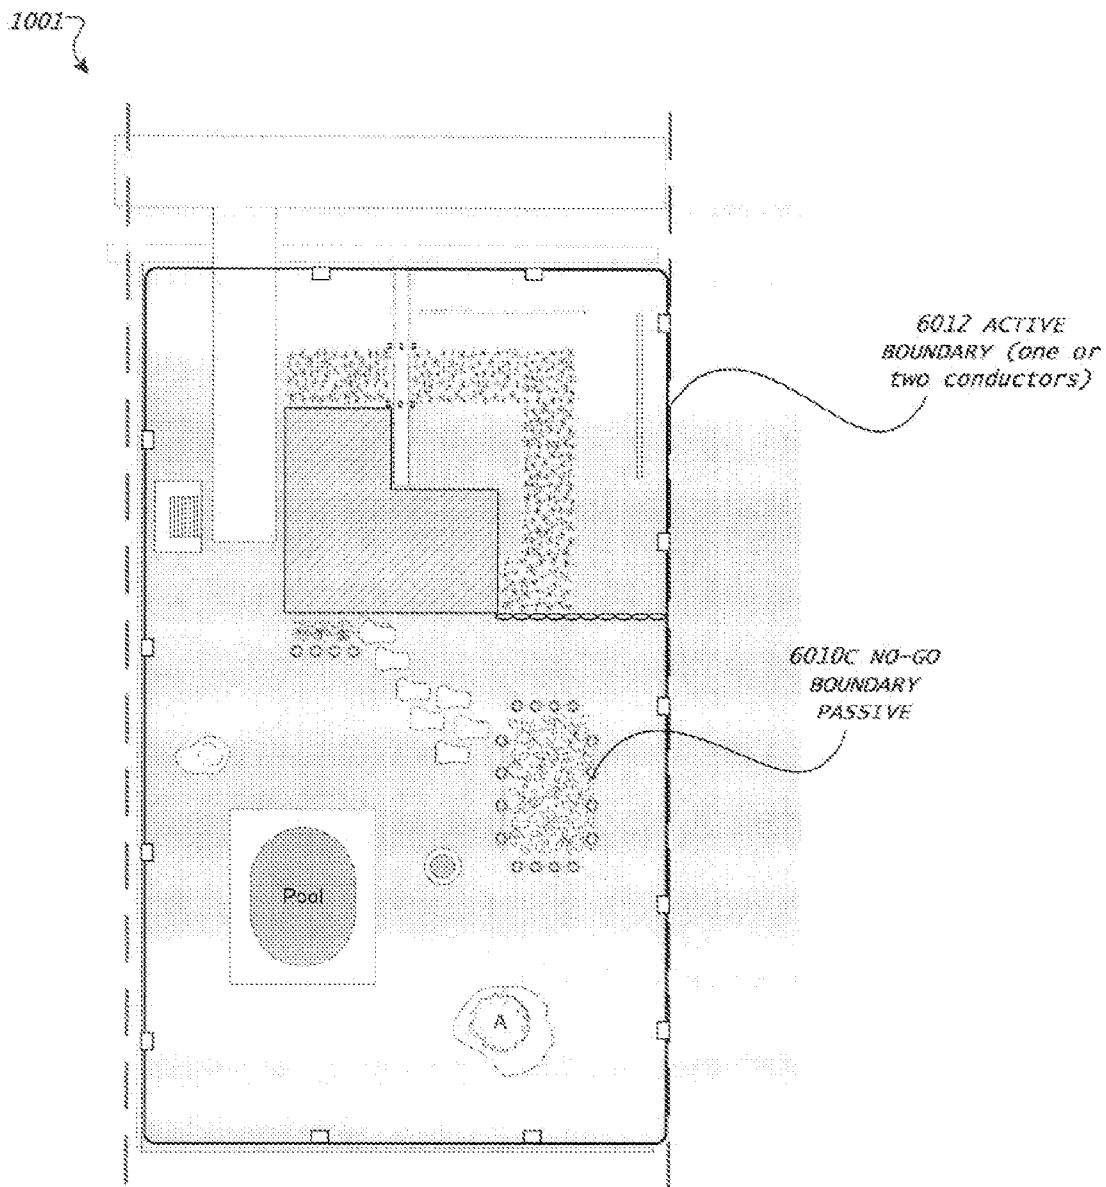 1001
6012 ACTIVE
BOUNDARY (one or
two conductors)
6010C NO-GO
BOUNDARY
PASSIVE
Pool
A